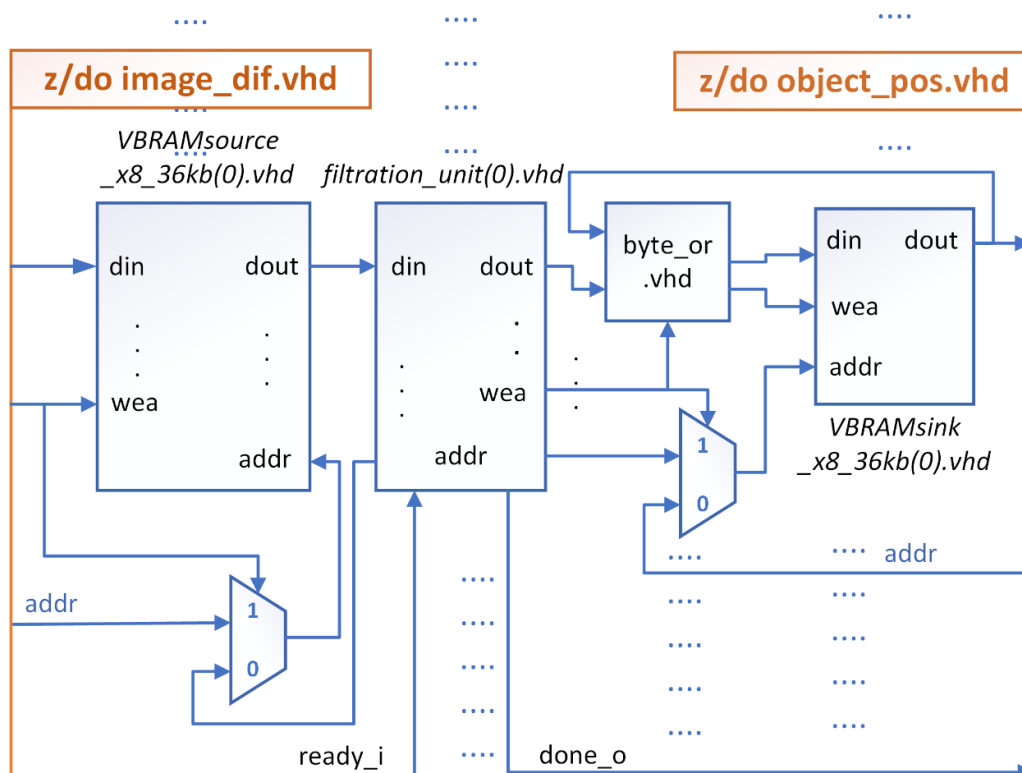 z/do image_dif.vhd
z/do object_pos.vhd
VBRAMsource
_x8_36kb(0).vhd
filtration_unit(0).vhd
din
dout
wea
addr
din
dout
wea
addr
byte_or
.vhd
din
dout
wea
addr
VBRAMsink
_x8_36kb(0).vhd
1
0
addr
addr
1
0
ready_i
done_o